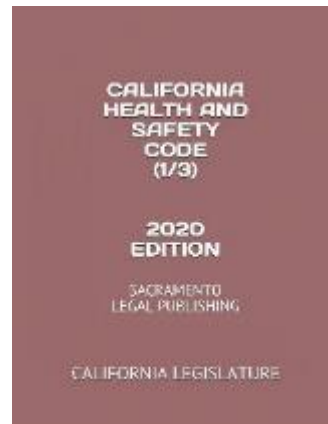 CALIFORNIA
HEALTH AND
SAFETY
CODE
(1/3)
2020
EDITION
SACRAMENTO
LEGAL PUBLISHING
CALIFORNIA LEGISLATURE